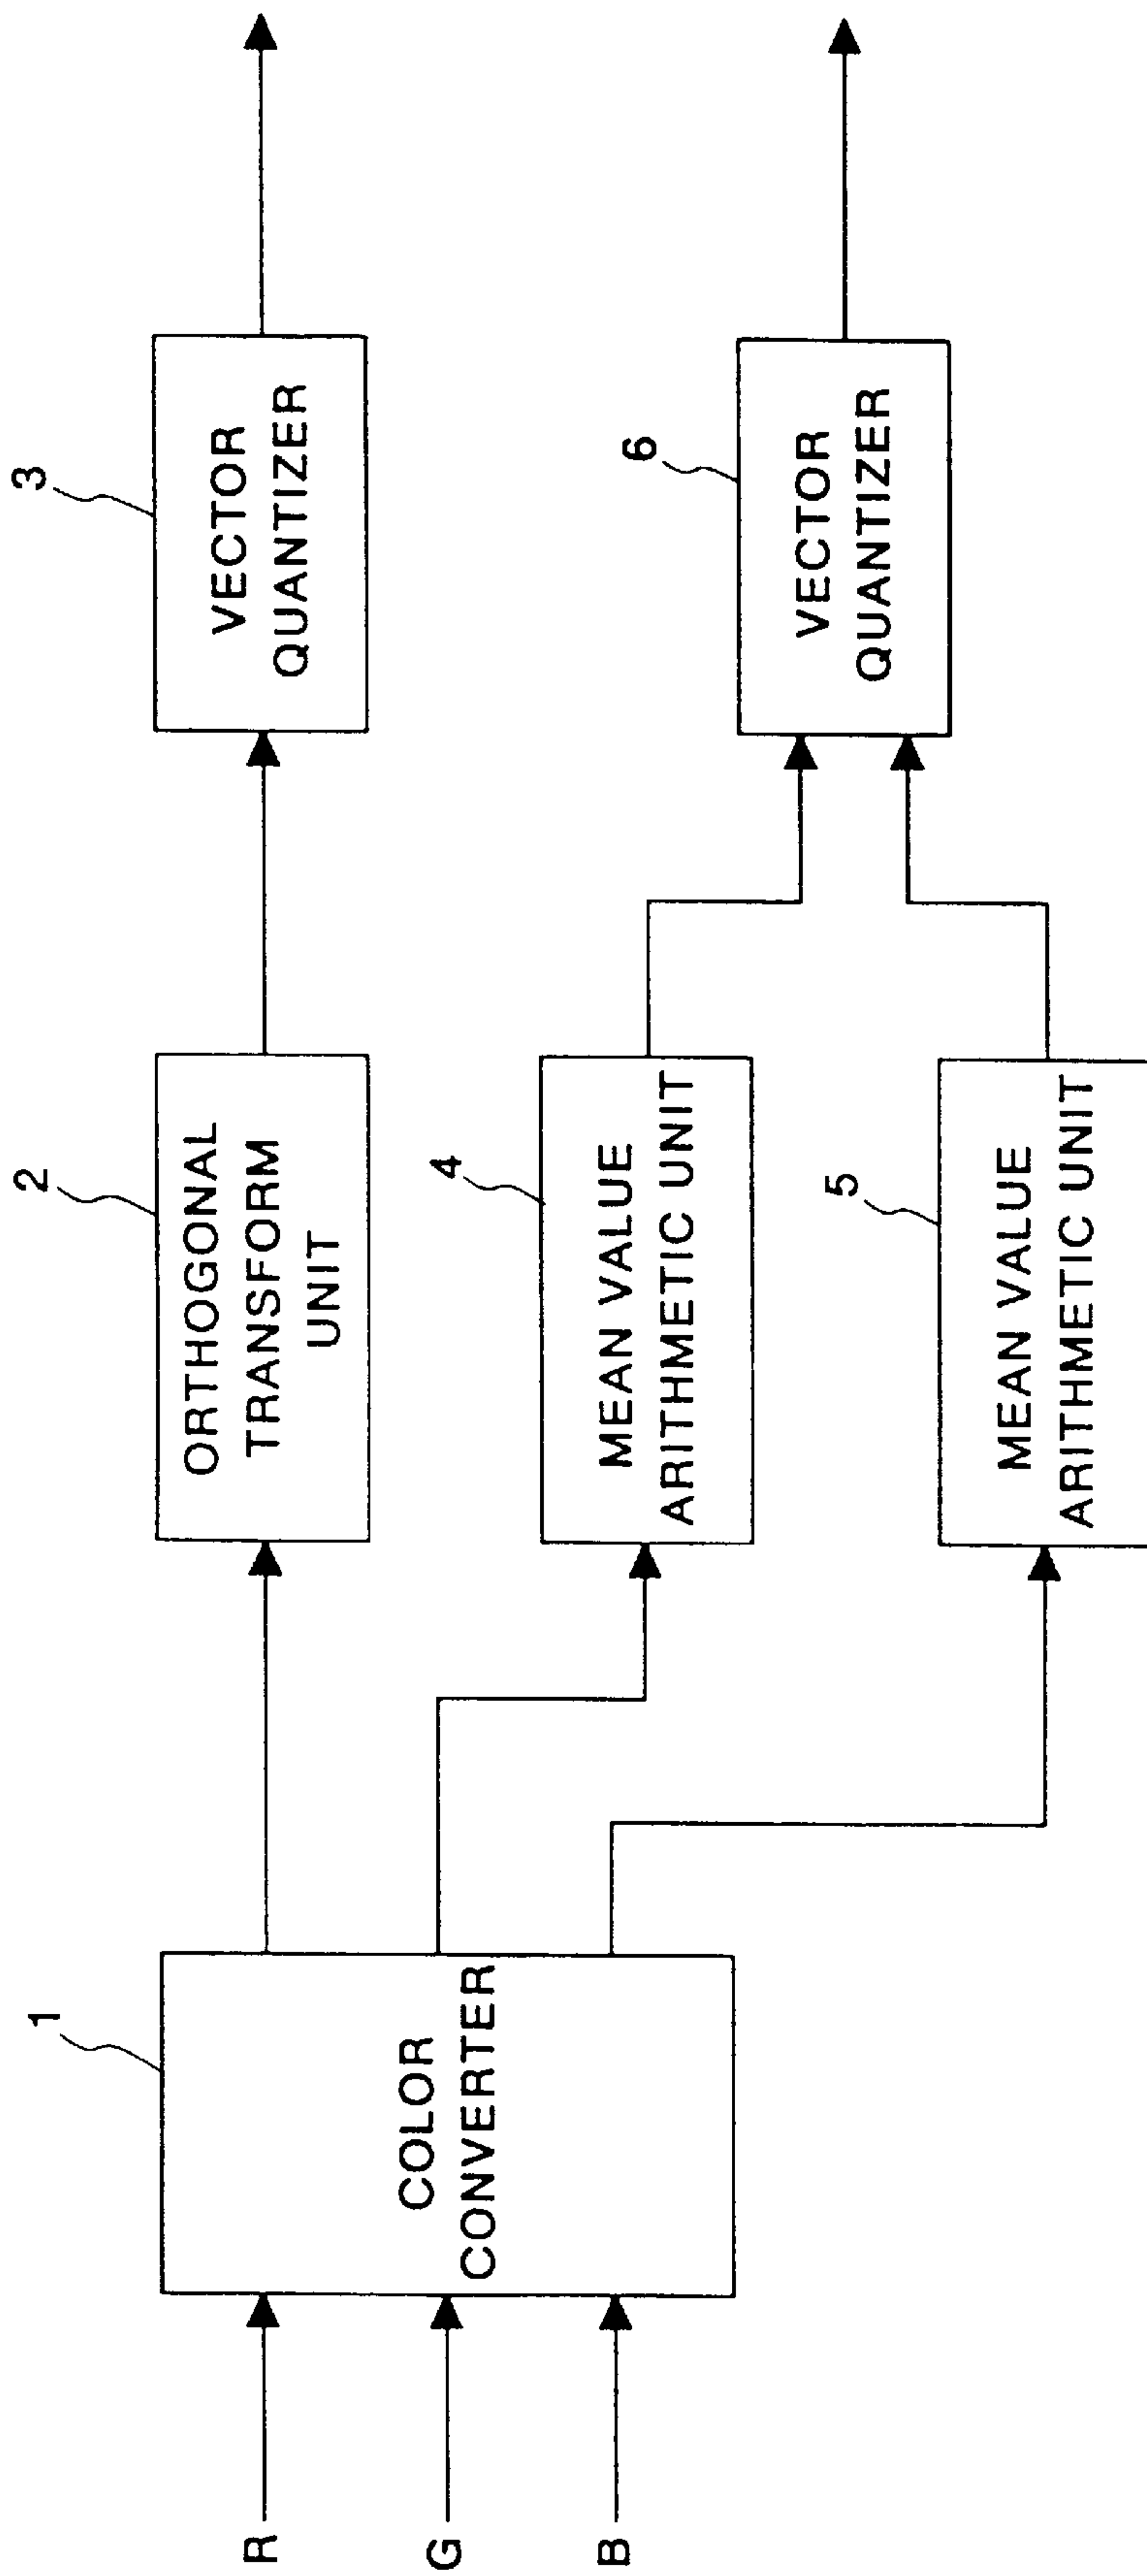 R
G
B
1
COLOR
CONVERTER
2
ORTHOGONAL
TRANSFORM
UNIT
3
VECTOR
QUANTIZER
4
MEAN VALUE
ARITHMETIC UNIT
5
MEAN VALUE
ARITHMETIC UNIT
6
VECTOR
QUANTIZER